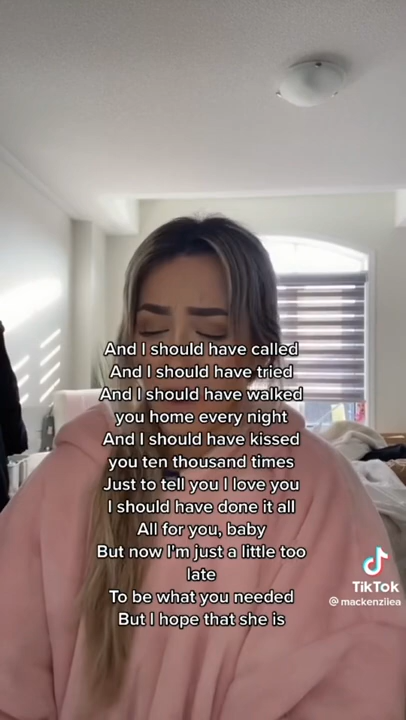 And I should have called
And I should have tried
And I should have walked
you home every night
And I should have kissed
you ten thousand times
Just to tell you I love you
I should have done it all
All for you, baby
But now I'm just a little too
late
To be what you needed
But I hope that she is
TikTok
@mackenziiea